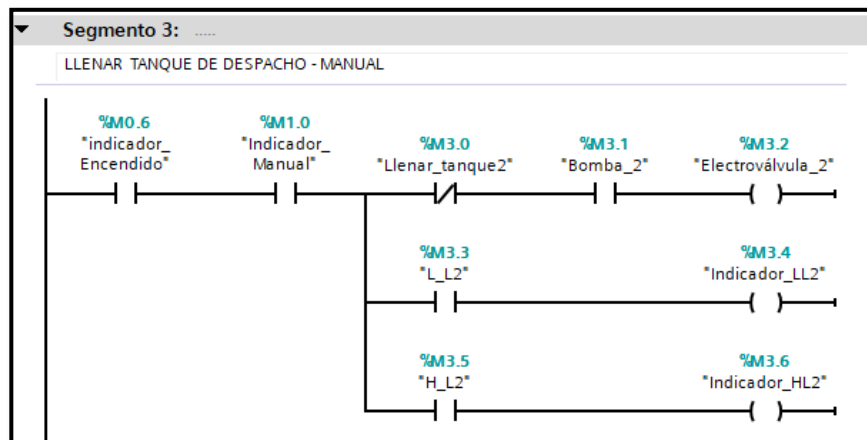 Segmento 3: .....
LLENAR TANQUE DE DESPACHO - MANUAL
%M0.6
"indicador_
Encendido"
%M1.0
"Indicador_
Manual"
%M3.0
"Llenar_tanque2"
%M3.1
"Bomba_2"
%M3.2
"Electroválvula_2"
%M3.3
"L_L2"
%M3.4
"Indicador_LL2"
%M3.5
"H_L2"
%M3.6
"Indicador_HL2"